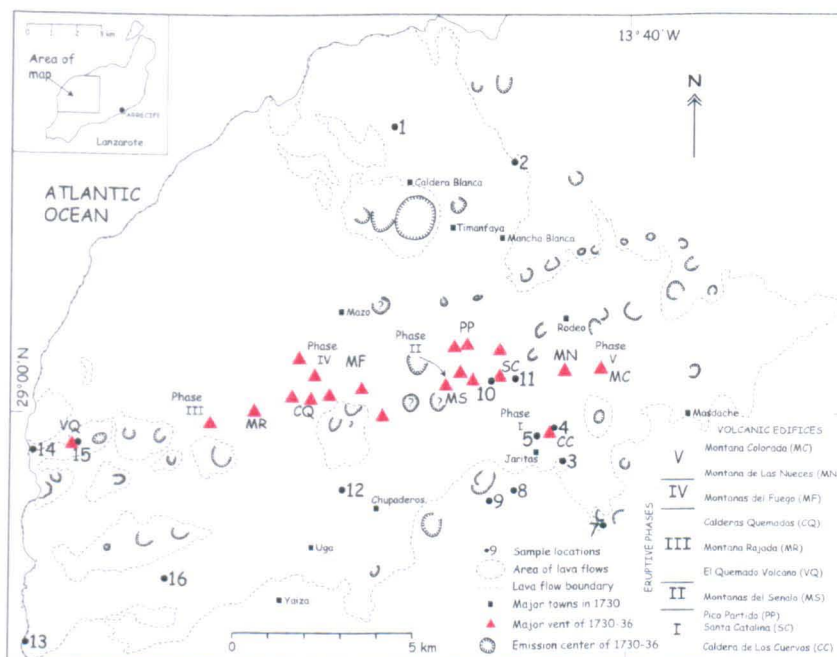 0 1 2 3 km
Area of
map
ARRECIFE
Lanzarote
13°40´W
N
ATLANTIC
OCEAN
1
2
Caldera Blanca
Timanfaya
Mancha Blanca
Mazo
?
Rodeo
Phase
IV
MF
Phase
II
PP
SC
MN
Phase
V
MC
29°00 N
Phase
III
MR
CQ
?
?
MS
10
11
Masdache
VQ
14
15
Phase
I
5
4
CC
Jaritas
3
12
Chupaderos.
9
8
7
Uga
16
Yaiza
13
0
5 km
•9 Sample locations
Area of lava flows
Lava flow boundary
Major towns in 1730
Major vent of 1730-36
Emission center of 1730-36
VOLCANIC EDIFICES
ERUPTIVE PHASES
V
Montana Colorada (MC)
Montana de Las Nueces (MN)
IV
Montanas del Fuego (MF)
Calderas Quemadas (CQ)
III
Montana Rajada (MR)
El Quemado Volcano (VQ)
II
Montanas del Senalo (MS)
Pico Partido (PP)
I
Santa Catalina (SC)
Caldera de Los Cuervos (CC)